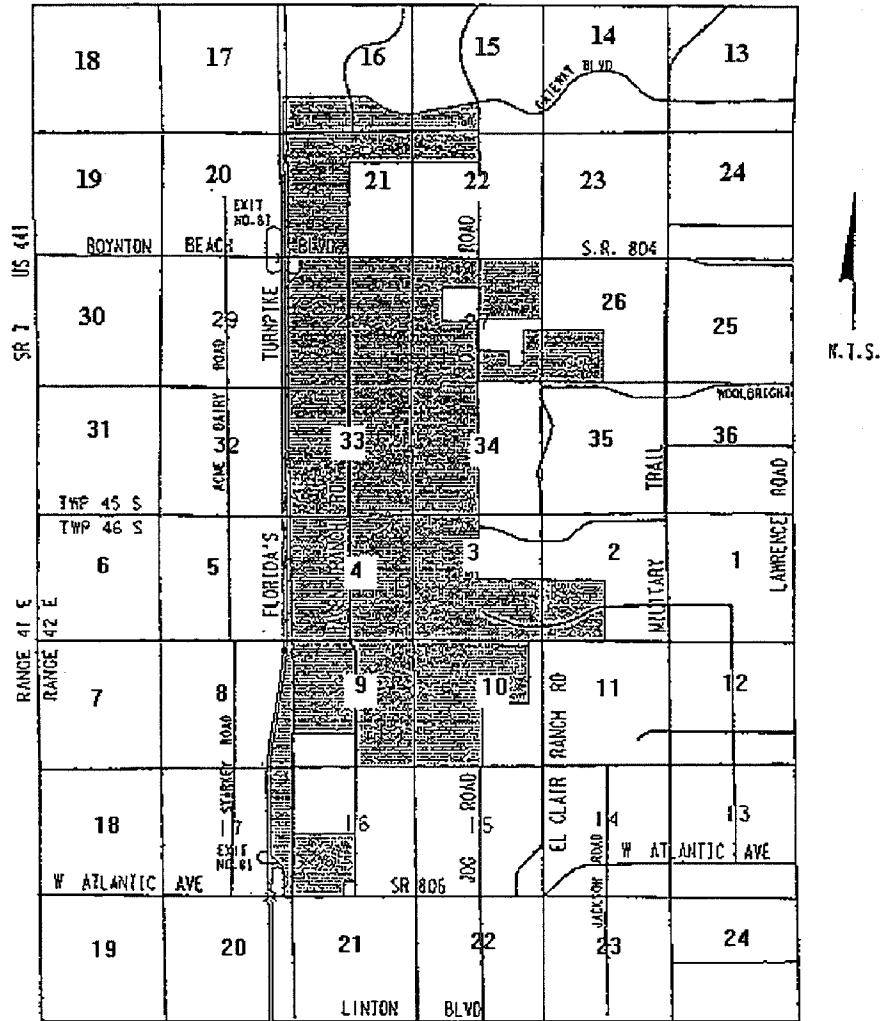 18 17 16 15 14 13
GATEWAY BLVD
19 20 21 22 23 24
EXIT
NO.
BOYNTON BEACH BLVD S.R. 804
SR 7 US 441
30 29 26 25
TURNPIKE
ROAD
N.T.S.
WOOLBRIGHT
31 32 33 34 35 36
ACME DAIRY ROAD
TRAIL
ROAD
TWP 45 S
TWP 46 S
6 5 4 3 2 1
FLORIDA'S
MILITARY
LAWRENCE
RANGE 41 E
RANGE 42 E
7 8 9 10 11 12
STARKEY ROAD
EL CLAIR RANCH RD
18 17 16 15 14 13
EXIT
NO.81
JOG ROAD
JACKSON ROAD
W ATLANTIC AVE
W ATLANTIC AVE SR 806
19 20 21 22 23 24
LINTON BLVD